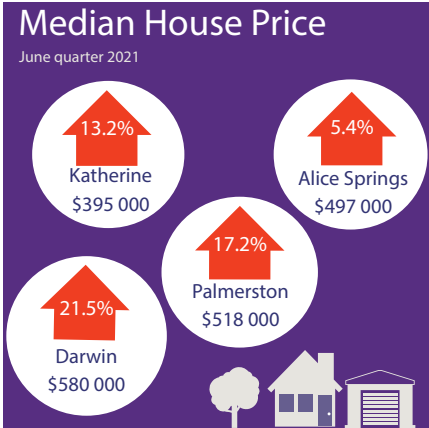 Median House Price
June quarter 2021
13.2%
Katherine
$395 000
5.4%
Alice Springs
$497 000
17.2%
Palmerston
$518 000
21.5%
Darwin
$580 000